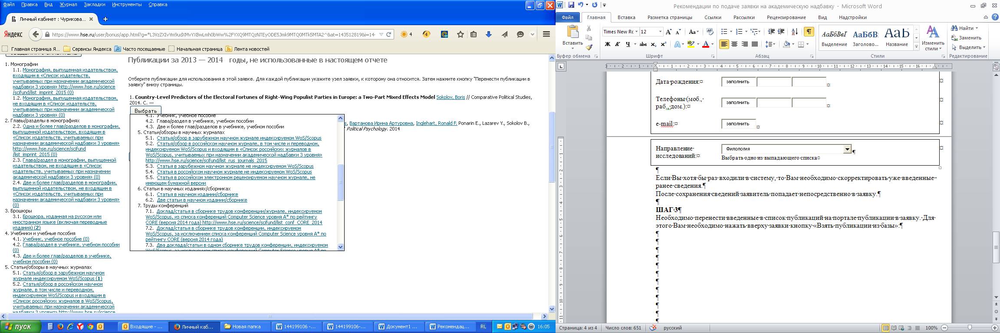 Файл Правка Вид Журнал Закладки Инструменты Справка
Личный кабинет : Чурикова...
Яндекс
https://www.hse.ru/user/bonus/app.html?g=*L3VzZXIvYm9udXMvYXBwLmh0bWw%2FYXQ9MTQzNTEyODE5Jmk9MTQ0MTk5MTA2^&at=143512819&i=14
4
4
Главная страница Я...
Сервисы Яндекса
Часто посещаемые
Начальная страница
Лента новостей
1. Монографии
1.1. Монография, выпущенная издательством,
входящим в «Список издательств,
учитываемых при назначении академической
надбавки 3 уровня» http://www.hse.ru/science
/scifund/list_imprint_2015 (0)
1.2. Монография, выпущенная издательством,
не входящим в «Список издательств,
учитываемых при назначении академической
надбавки 3 уровня» (0)
2. Главы/разделы в монографиях
2.2. Одна и более глав/разделов в монографии,
выпущенной издательством, входящим в
«Список издательств, учитываемых при
назначении академической надбавки 3 уровня»
http://www.hse.ru/science/scifund
/list_imprint_2015 (0)
2.3. Глава/раздел в монографии, выпущенной
издательством, не входящим в «Список
издательств, учитываемых при назначении
академической надбавки 3 уровня» (0)
2.4. Две и более глав/разделов в монографии,
выпущенной издательством, не входящим в
«Список издательств, учитываемых при
назначении академической надбавки 3 уровня»
(0)
3. Брошюры
3.1. Брошюра, изданная на русском или
иностранном языке (включая переводные
издания) (2)
4. Учебники и учебные пособия
4.1. Учебник, учебное пособие (0)
4.2. Глава/раздел в учебнике, учебном пособии
(0)
4.3. Две и более глав/разделов в учебнике,
учебном пособии (0)
5. Статьи/обзоры в научных журналах
5.1. Статья/обзор в зарубежном научном
журнале индексируемом WoS/Scopus (1)
5.2. Статья/обзор в российском научном
журнале, в том числе и переводном,
индексируемом WoS/Scopus и входящим в
«Список российских журналов в WoS/Scopus,
учитываемых при назначении академической
надбавки 3 уровня» http://www.hse.ru/science
Публикации за 2013 — 2014 годы, не использованные в настоящем отчете
Отберите публикации для использования в этой заявке. Для каждой публикации укажите узел заявки, к которому она относится. Затем нажмите кнопку "Перенести публикации в
заявку" внизу страницы.
1. Country-Level Predictors of the Electoral Fortunes of Right-Wing Populist Parties in Europe: a Two-Part Mixed Effects Model Sokolov, Boris // Comparative Political Studies,
2014. С. —
Выбрать
s, Вартанова Ирина Артуровна, Inglehart, Ronald F. Ponarin E., Lazarev Y., Sokolov B.,
Political Psychology. 2014
4.1. Учебник, учебное пособие
4.2. Глава/раздел в учебнике, учебном пособии
4.3. Две и более глав/разделов в учебнике, учебном пособии
5. Статьи/обзоры в научных журналах
5.1. Статья/обзор в зарубежном научном журнале индексируемом WoS/Scopus
5.2. Статья/обзор в российском научном журнале, в том числе и переводном,
индексируемом WoS/Scopus и входящим в «Список российских журналов в
WoS/Scopus, учитываемых при назначении академической надбавки 3 уровня»
http://www.hse.ru/science/scifund/list_rus_journals_2015
5.3. Статья в зарубежном научном журнале не индексируемом WoS/Scopus
5.4. Статья в российском научном журнале не индексируемом WoS/Scopus
5.5. Статья в российском электронном рецензируемом научном журнале, не
имеющем бумажной версии
6. Статьи в научных изданиях/сборниках
6.1. Статья в научном издании/сборнике
6.2. Две статьи в научном издании/сборнике
7. Труды конференций
7.1. Доклад/статья в сборнике трудов конференции/журнале, индексируемом
WoS/Scopus, из списка конференций Computer Science уровня A* по рейтингу
CORE (версия 2014 года) http://www.hse.ru/science/scifund/list_conf_CORE_2014
7.2. Доклад/статья в сборнике трудов конференции, индексируемом
WoS/Scopus, за исключением списка конференций Computer Science уровня A* по
рейтингу CORE (версия 2014 года)
7.3. Два доклада/статьи в одном сборнике трудов конференции, индексируемом
WoS/Scopus, за исключением списка конференций Computer Science уровня A* по
пуск
Входящие - ...
Личный каб...
Новая папка
144199106 -...
144199106-...
Документ1 ...
Рекомендац...
RL
16:05
Рекомендации по подаче заявки на академическую надбавку - Microsoft Word
Файл Главная Вставка Разметка страницы Ссылки Рассылки Рецензирование Вид Надстройки
Вставить
Буфер обмена
Times New Rc 12
Ж К Ч abc x₂ x²
Шрифт
Абзац
АаБбВвI АаБбВв: АаБ
Выделение Заголово... Название
Изменить
стили
Стили
Найти
Заменить
Выделить
Редактирование
3 2 1 1 2 3 4 5 6 7 8 9 10 11 12 13 14 15 16
Дата рождения: заполнить
Телефоны (моб.,
раб., дом.): заполнить
e-mail: заполнить
Направление
исследований:
Филология
Выбрать одно из выпадающего списка
Если Вы хотя бы раз входили в систему, то Вам необходимо скорректировать уже введенные
ранее сведения.
После сохранения сведений заявитель попадает непосредственно в заявку.
ШАГ 3
Необходимо перенести введенные в список публикаций на портале публикации в заявку. Для
этого Вам необходимо нажать вверху заявки кнопку «Взять публикации из базы»:
Страница: 4 из 4 Число слов: 651 русский 100%